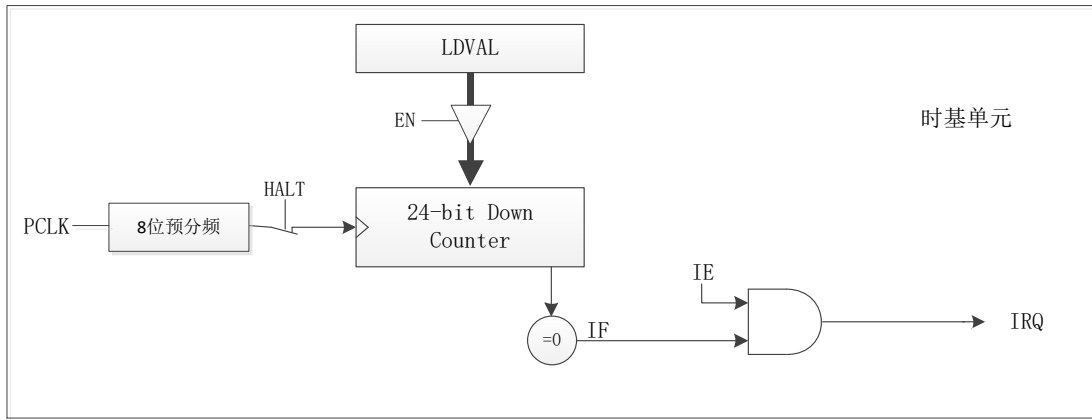 LDVAL
EN
时基单元
HALT
PCLK
8位预分频
24-bit Down
Counter
IE
=0
IF
IRQ